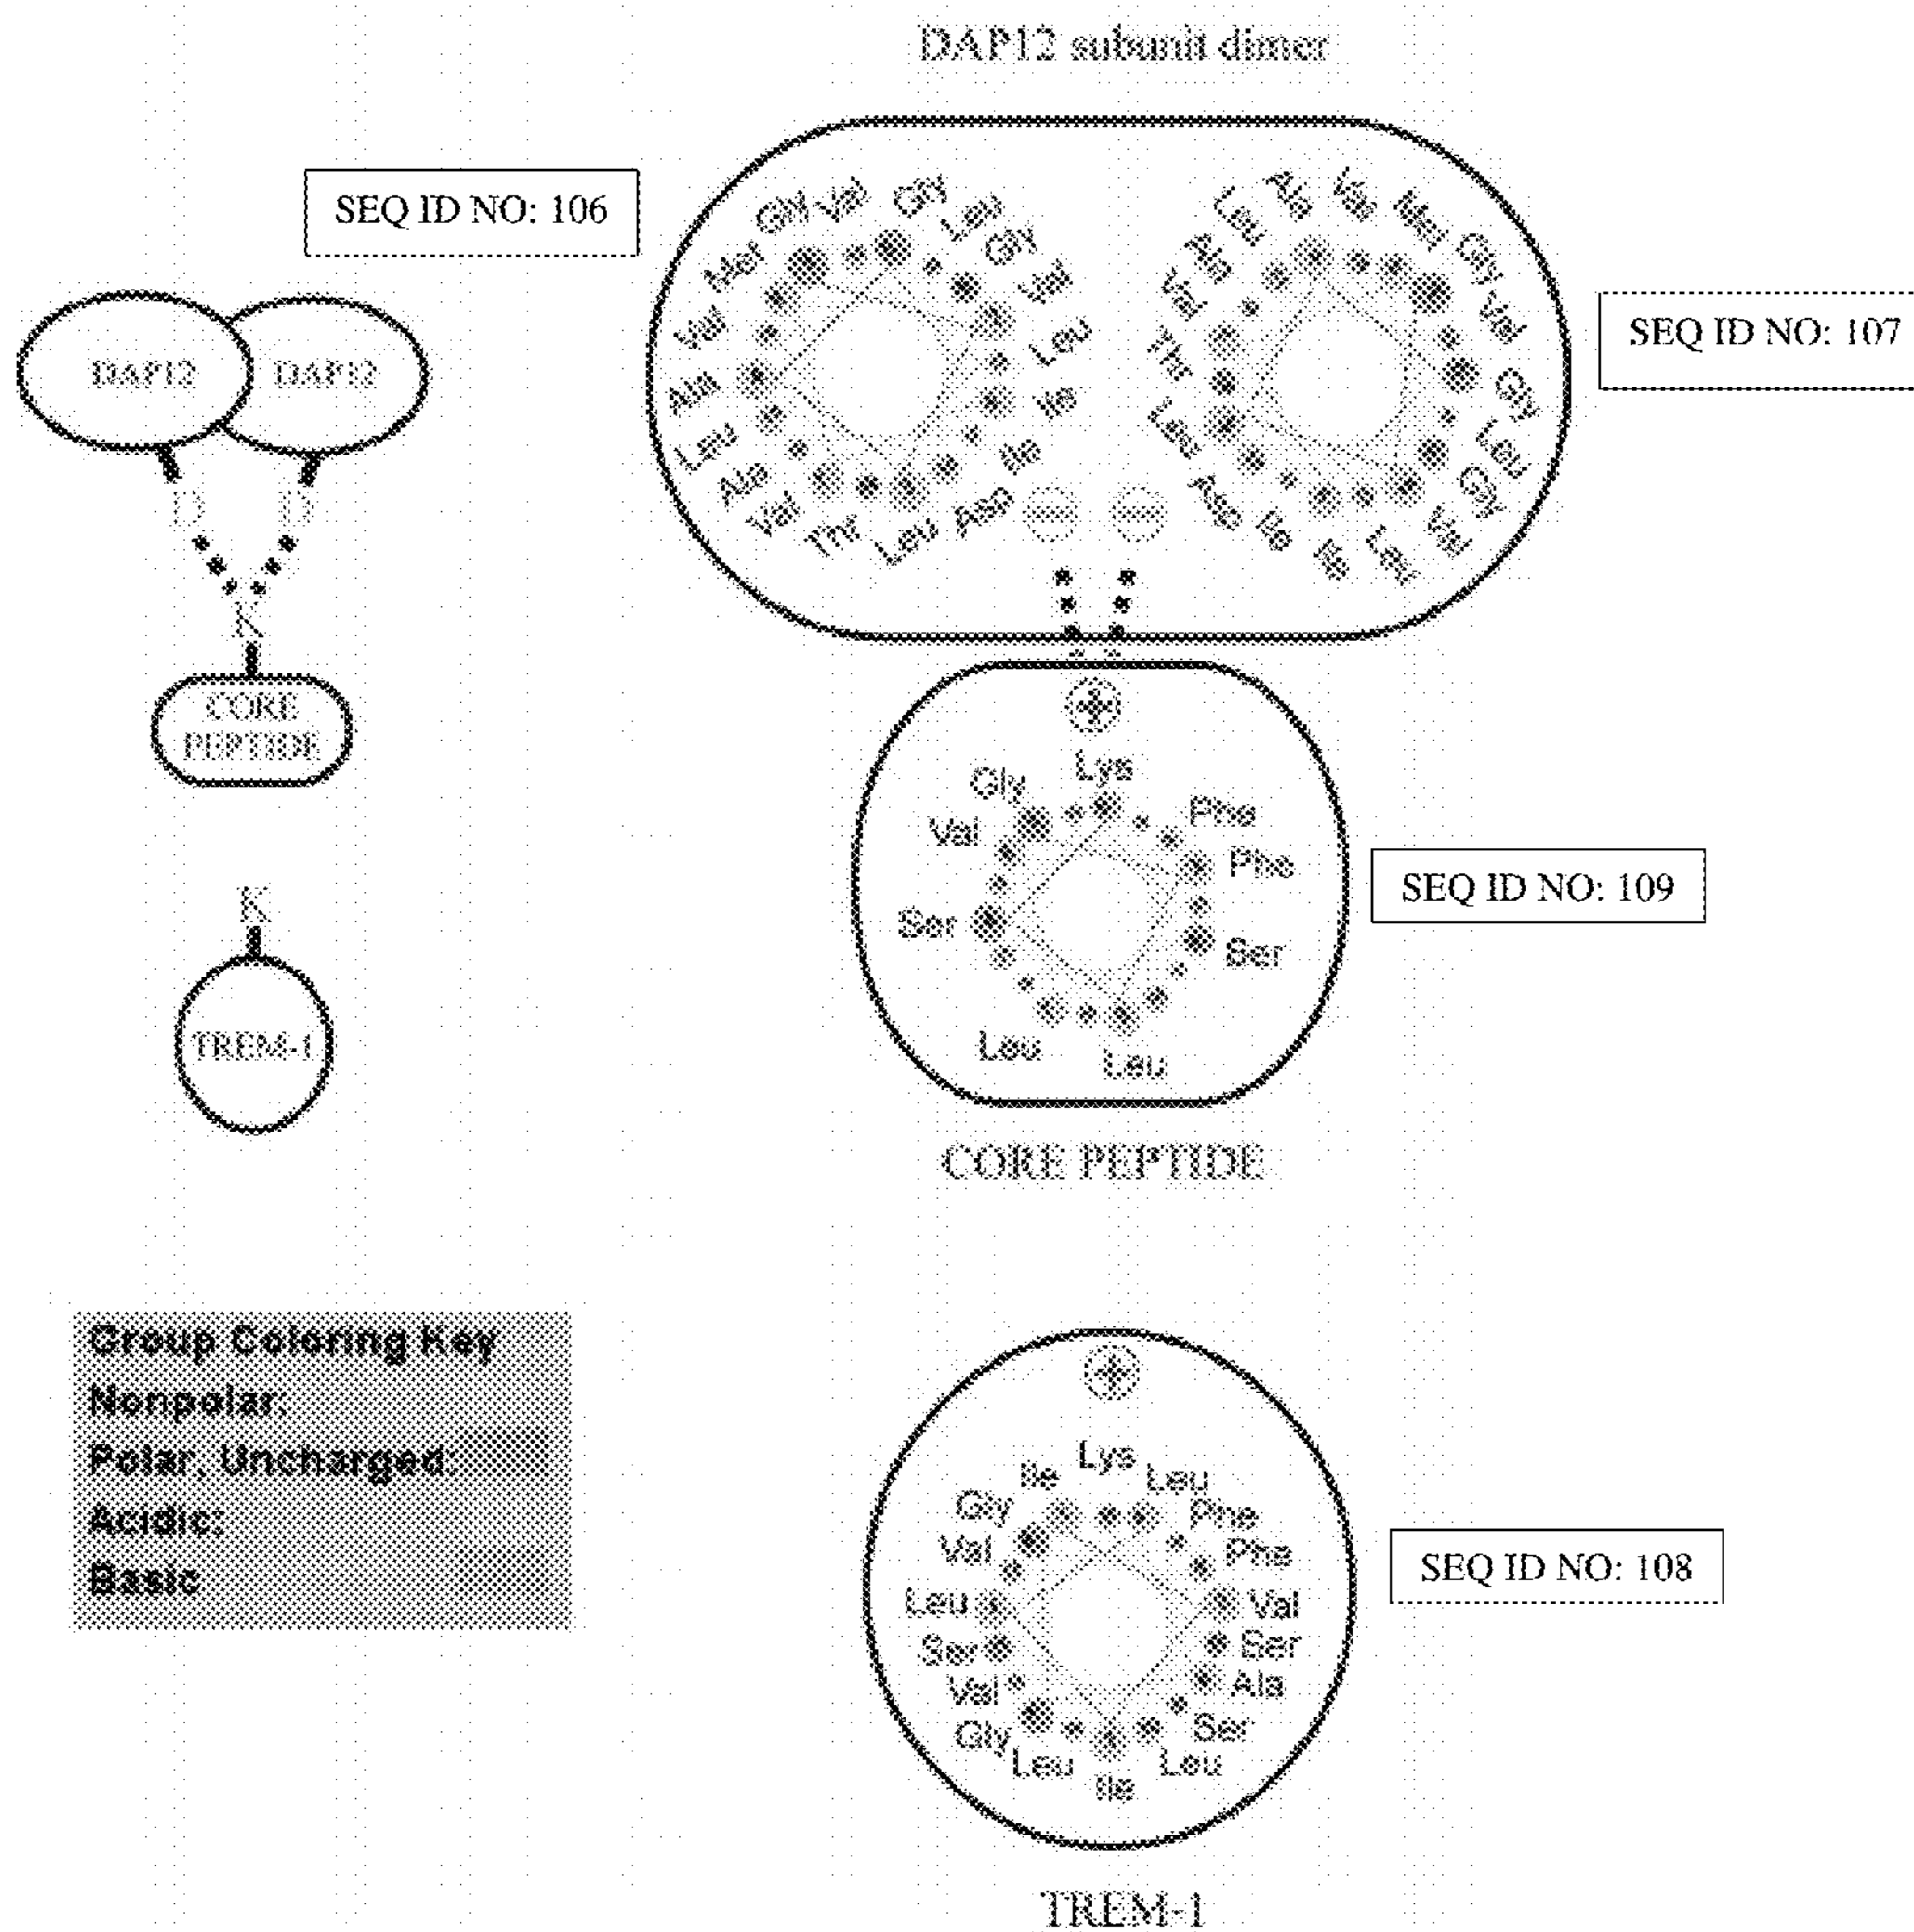 DAP12 subunit dimer
SEQ ID NO: 106
Gly
Val
Gly
Leu
Gly
Val
Leu
Ile
Ile
Asp
Leu
Thr
Val
Ala
Leu
Ala
Val
Met
Leu
Val
Gly
Val
Gly
Leu
Gly
Val
Leu
Ile
Ile
Asp
Leu
Thr
Val
SEQ ID NO: 107
DAP12
DAP12
D
D
K
CORE
PEPTIDE
Lys
Gly
Phe
Val
Phe
Ser
Ser
Leu
Leu
SEQ ID NO: 109
CORE PEPTIDE
K
TREM-1
Group Coloring Key
Nonpolar:
Polar, Uncharged:
Acidic:
Basic
Lys
Ile
Leu
Gly
Phe
Val
Phe
Leu
Val
Ser
Ser
Val
Ala
Gly
Ser
Leu
Leu
Ile
SEQ ID NO: 108
TREM-1